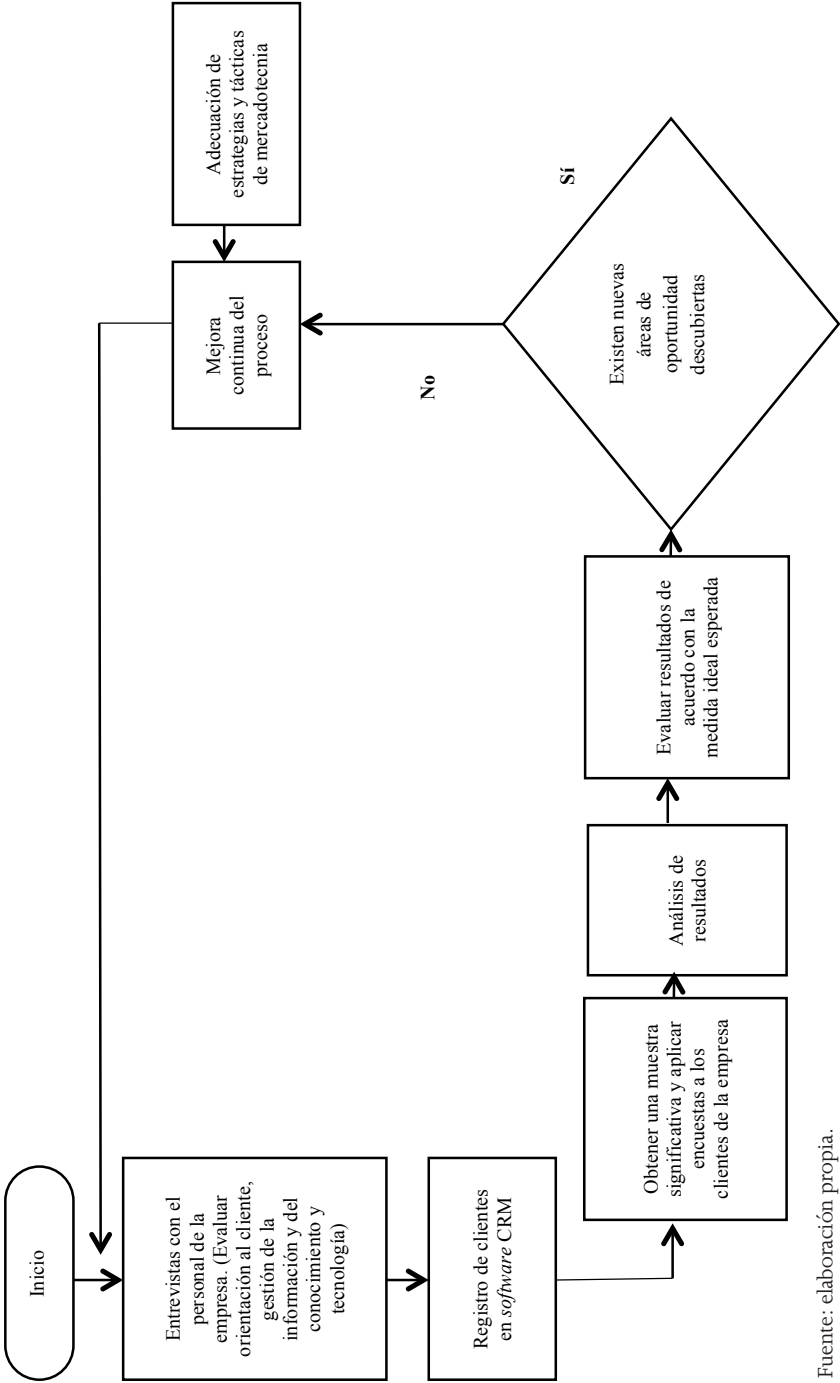 Inicio
Entrevistas con el
personal de la
empresa. (Evaluar
orientación al cliente,
gestión de la
información y del
conocimiento y
tecnología)
Registro de clientes
en software CRM
Obtener una muestra
significativa y aplicar
encuestas a los
clientes de la empresa
Análisis de
resultados
Evaluar resultados de
acuerdo con la
medida ideal esperada
Existen nuevas
áreas de
oportunidad
descubiertas
No
Sí
Mejora
continua del
proceso
Adecuación de
estrategias y tácticas
de mercadotecnia
Fuente: elaboración propia.